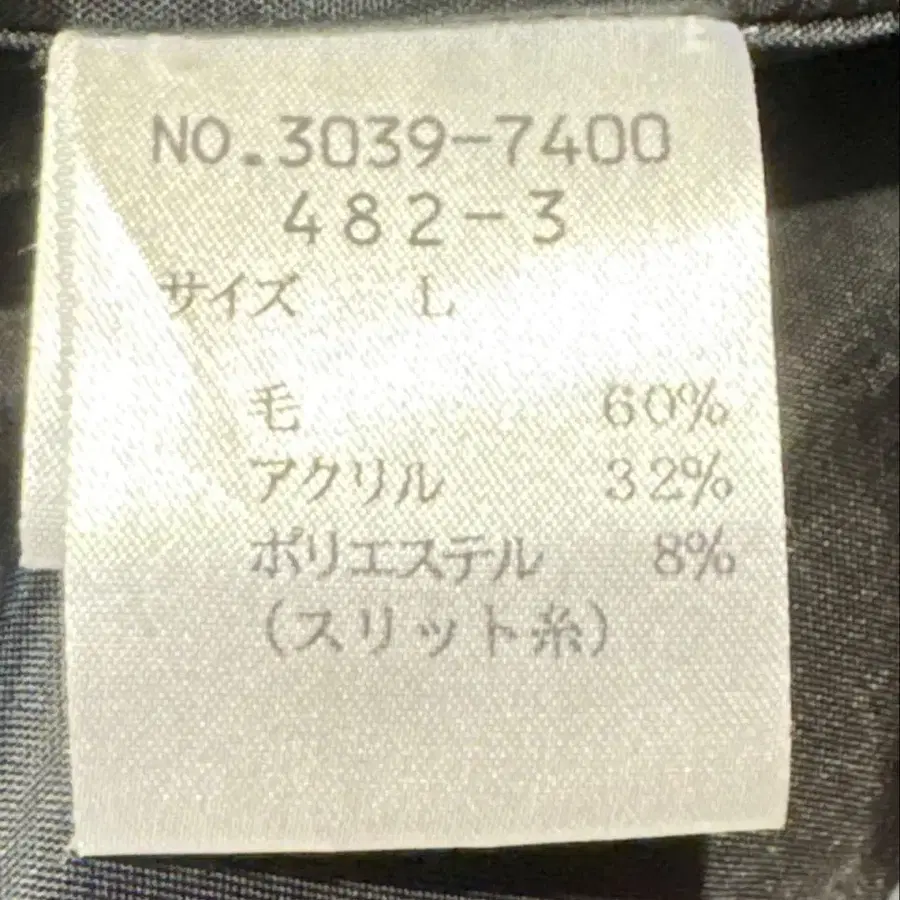 NO.3039-7400
482-3
サイズ L
毛 60%
アクリル 32%
ポリエステル 8%
(スリット糸)